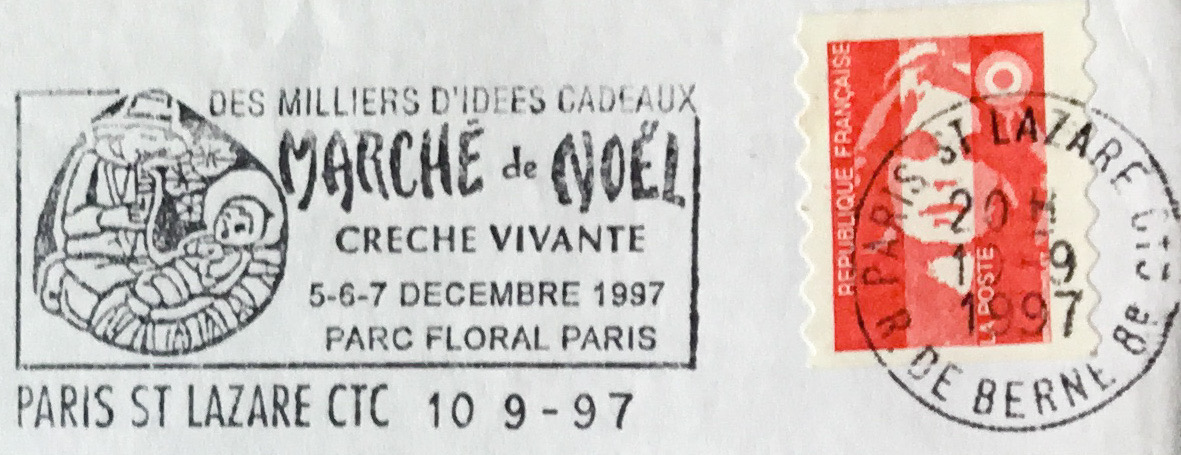 DES MILLIERS D'IDEES CADEAUX
MARCHÉ de NOËL
CRECHE VIVANTE
5-6-7 DECEMBRE 1997
PARC FLORAL PARIS
PARIS ST LAZARE CTC 10 9-97
REPUBLIQUE FRANÇAISE
LA POSTE
PARIS ST LAZARE CTC
20 H
1997
R DE BERNE 8e